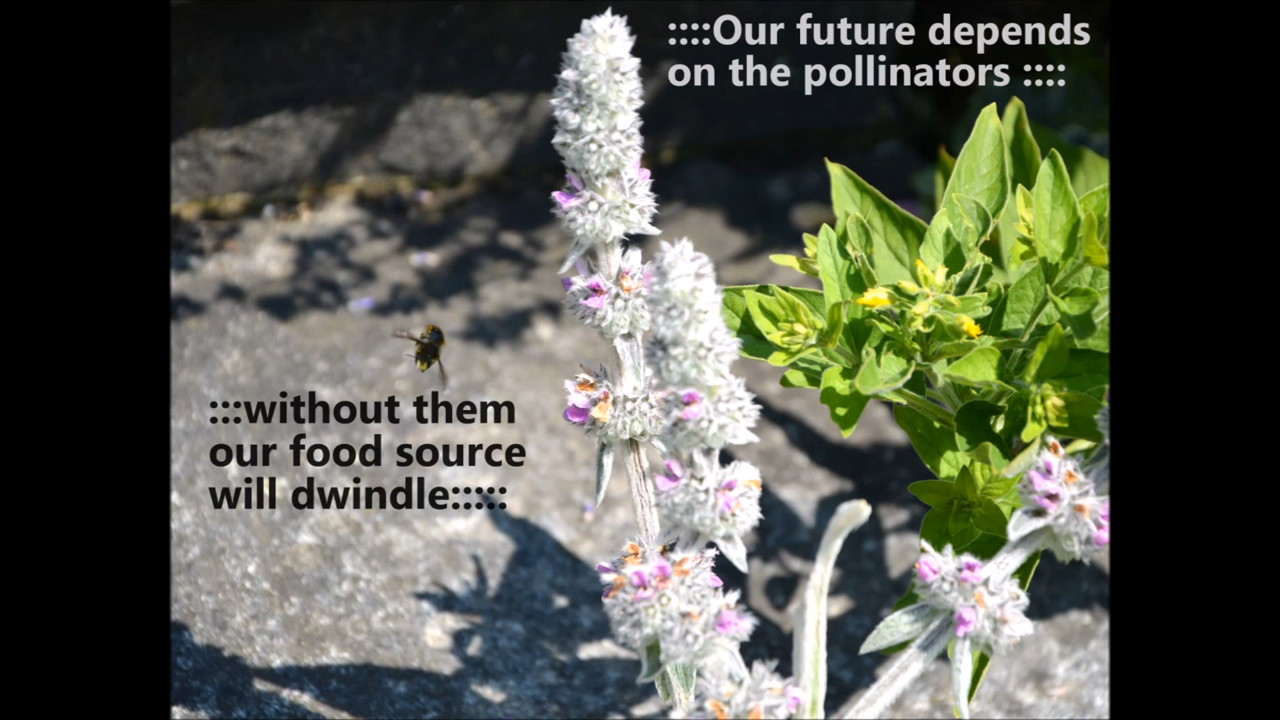 ::::Our future depends
on the pollinators ::::
:::without them
our food source
will dwindle:::::